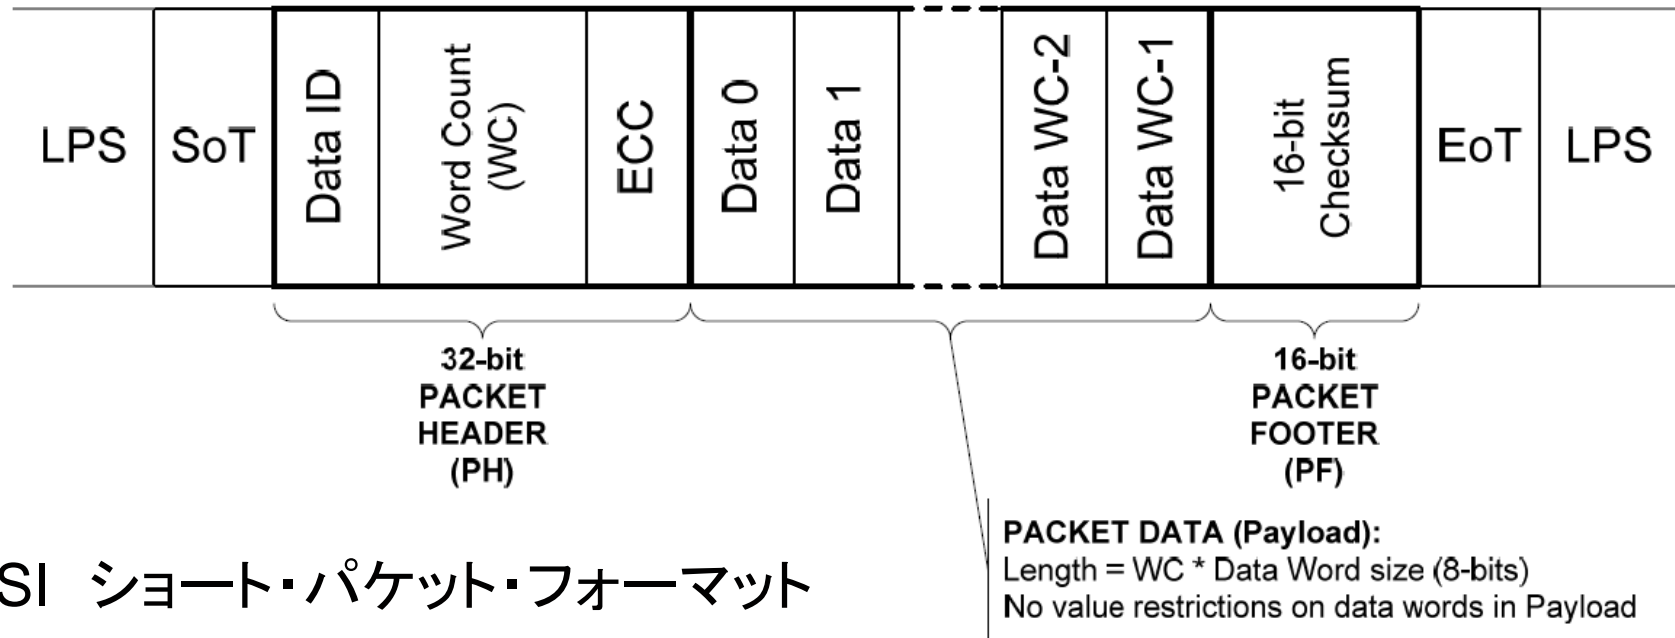 LPS
SoT
Data ID
Word Count
(WC)
ECC
Data 0
Data 1
Data WC-2
Data WC-1
16-bit
Checksum
EoT
LPS
32-bit
PACKET
HEADER
(PH)
16-bit
PACKET
FOOTER
(PF)
PACKET DATA (Payload):
Length = WC * Data Word size (8-bits)
No value restrictions on data words in Payload
SI ショート・パケット・フォーマット